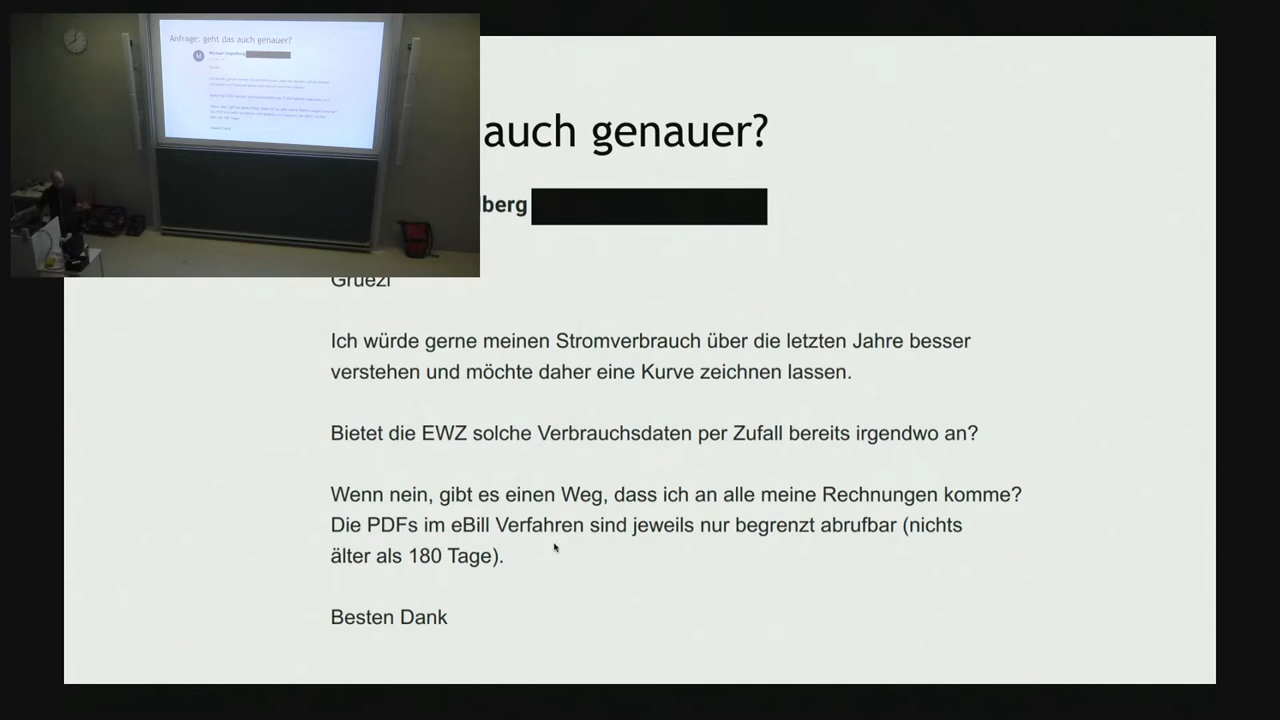 Anfrage: geht das auch genauer?
auch genauer?
lberg
Gruezi
Ich würde gerne meinen Stromverbrauch über die letzten Jahre besser
verstehen und möchte daher eine Kurve zeichnen lassen.
Bietet die EWZ solche Verbrauchsdaten per Zufall bereits irgendwo an?
Wenn nein, gibt es einen Weg, dass ich an alle meine Rechnungen komme?
Die PDFs im eBill Verfahren sind jeweils nur begrenzt abrufbar (nichts
älter als 180 Tage).
Besten Dank